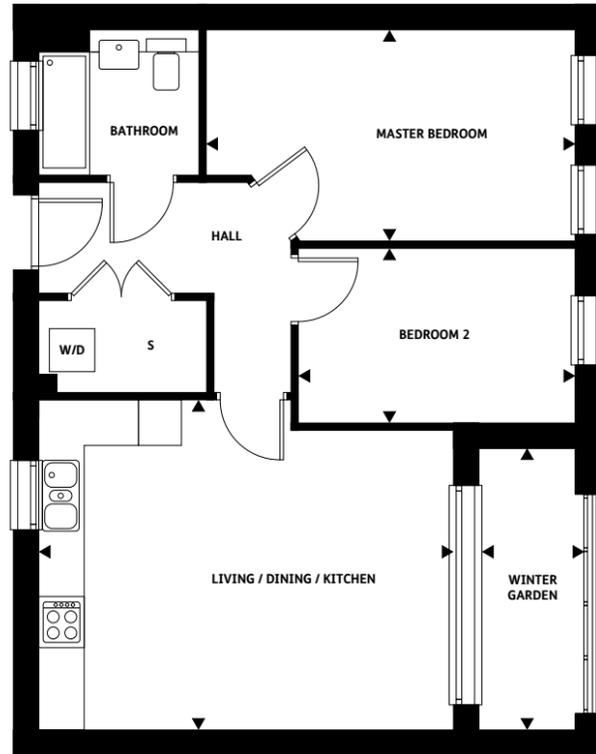 BATHROOM
MASTER BEDROOM
HALL
BEDROOM 2
W/D
S
LIVING / DINING / KITCHEN
WINTER
GARDEN